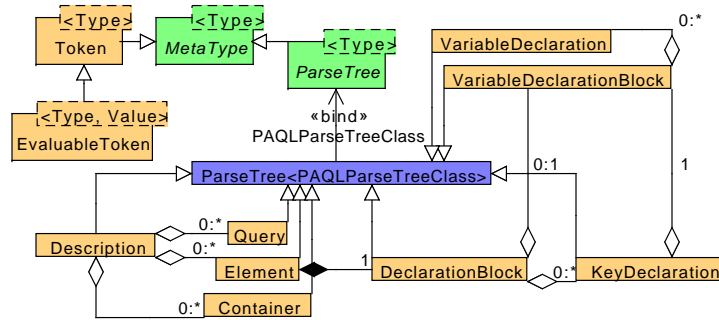 <Type>
Token
<Type>
MetaType
<Type>
ParseTree
VariableDeclaration
0:*
VariableDeclarationBlock
<Type, Value>
EvaluableToken
«bind»
PAQLParseTreeClass
ParseTree<PAQLParseTreeClass>
0:1
1
0:*
Query
Description
0:*
Element
1
DeclarationBlock
0:*
KeyDeclaration
0:*
Container